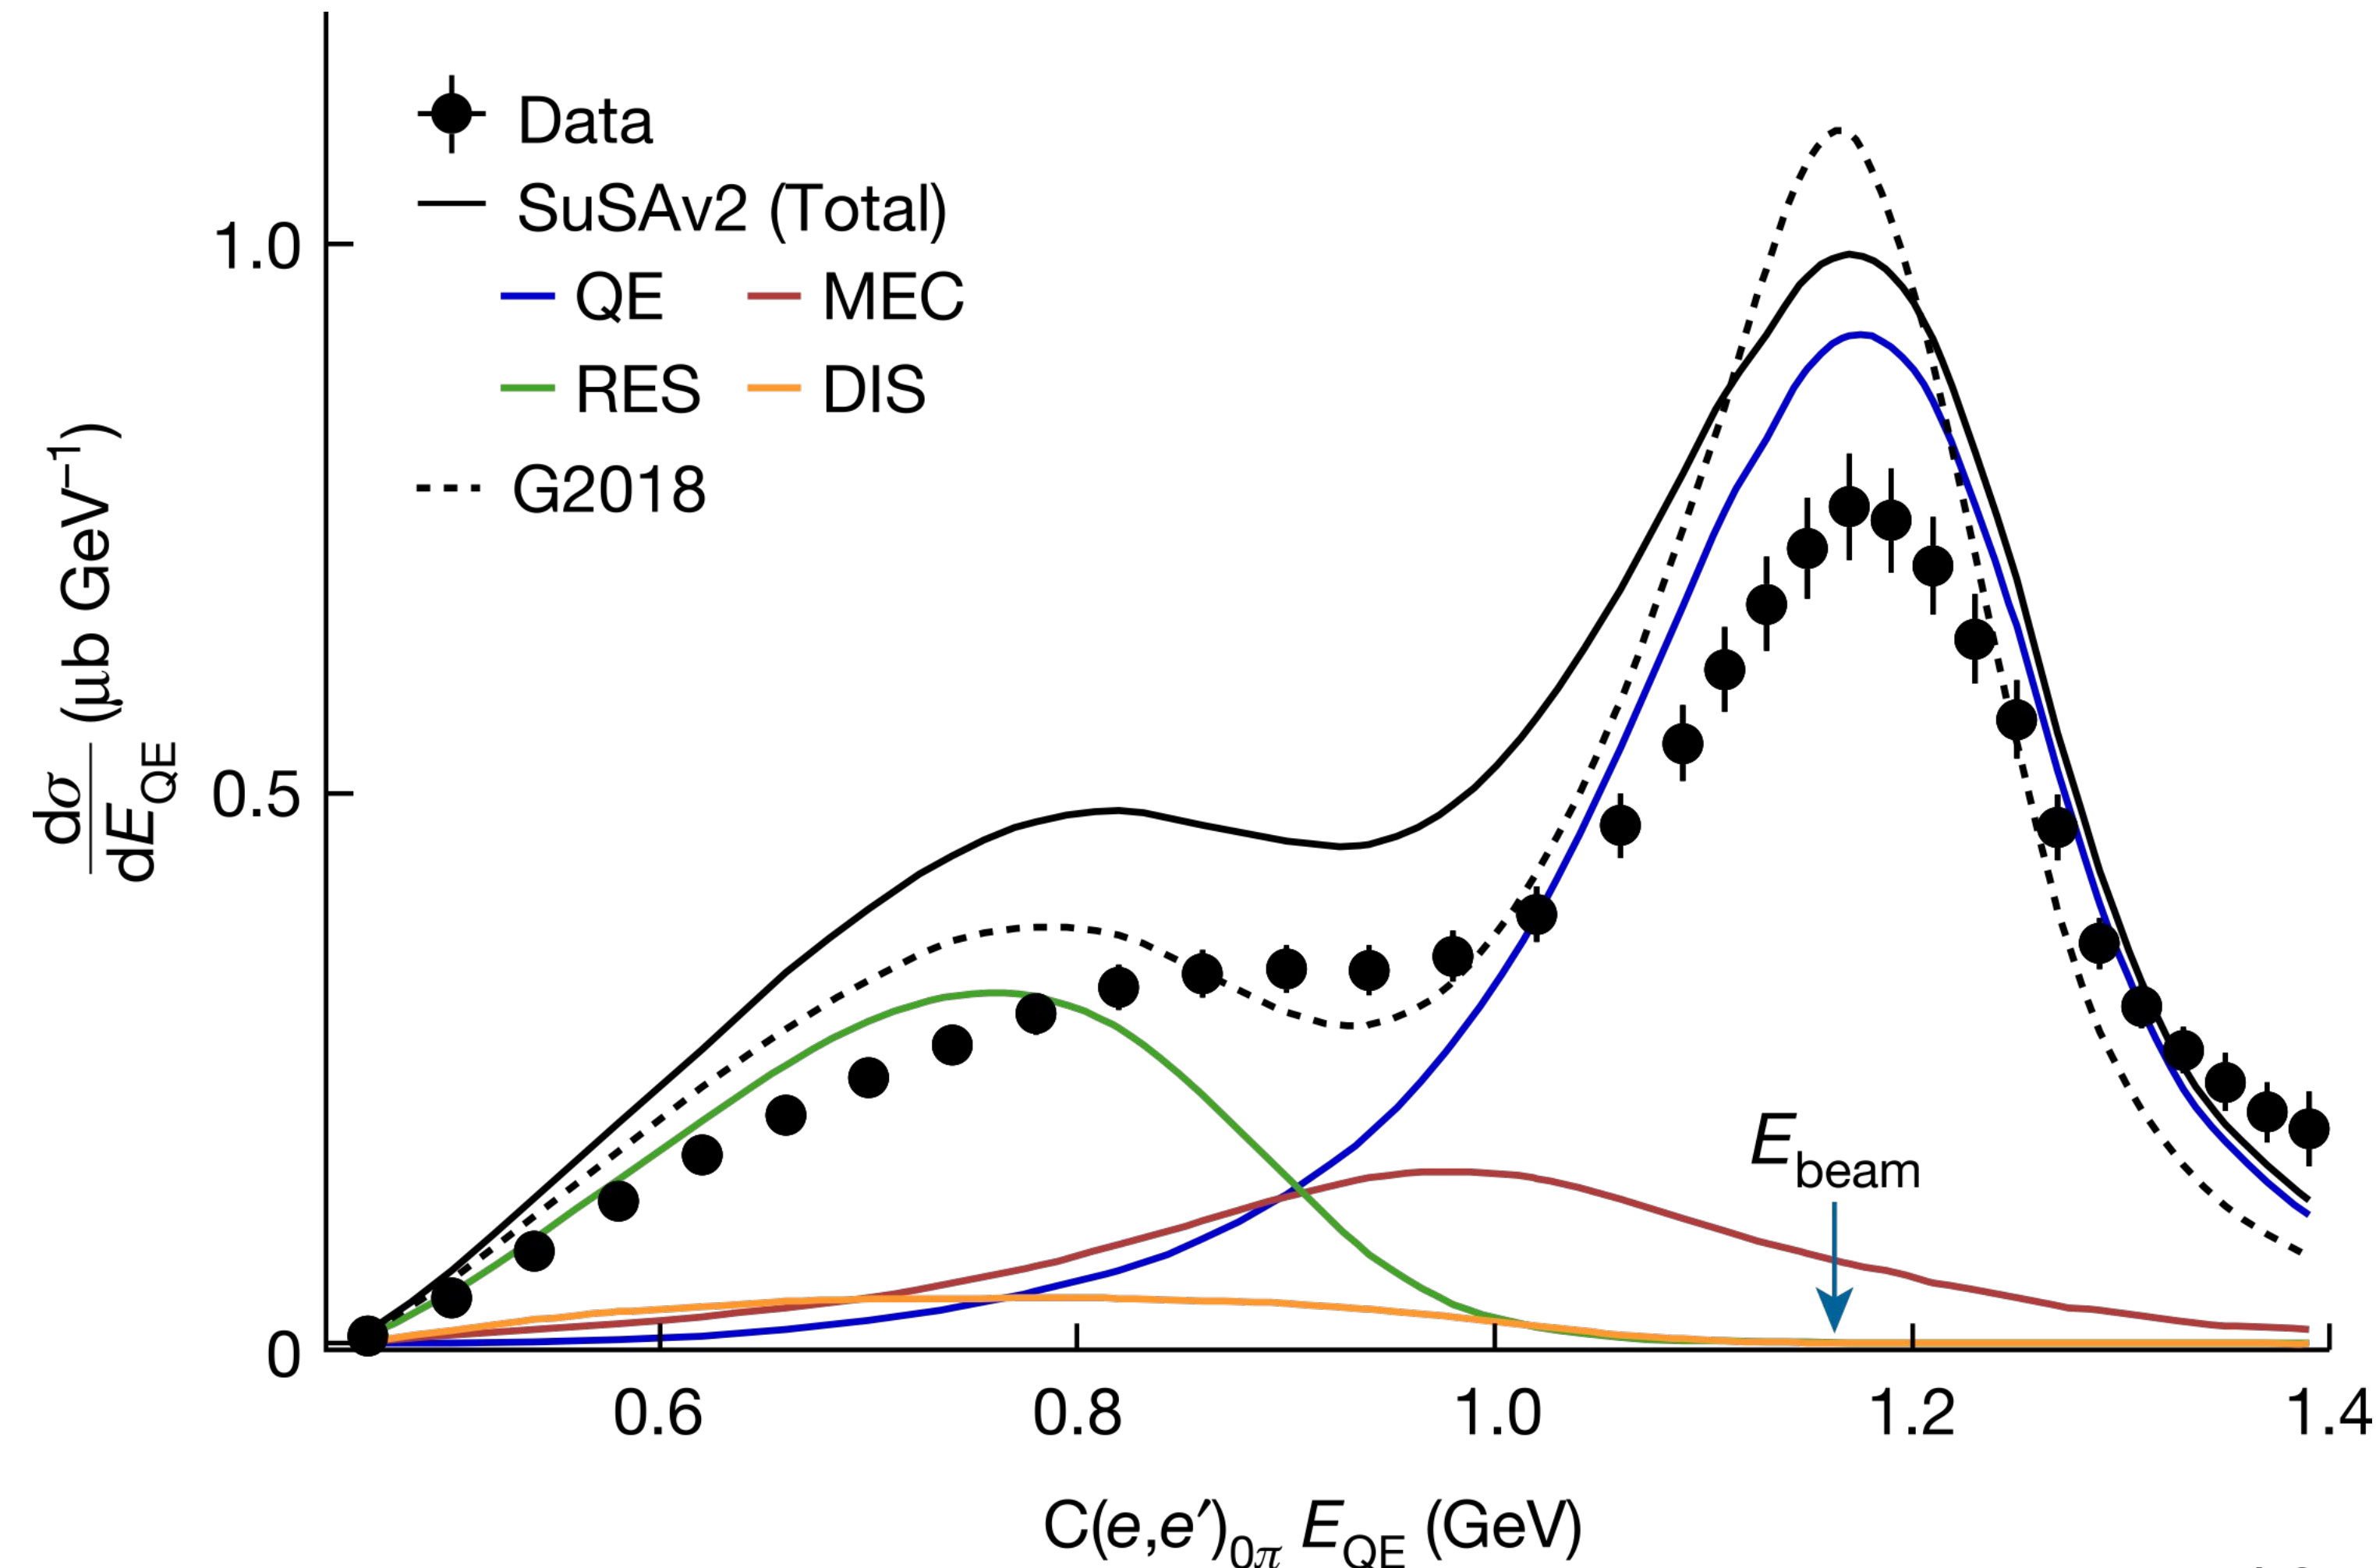 Data
SuSAv2 (Total)
QE MEC
RES DIS
G2018
1.0
0.5
0
dσ
dE_QE
(μb GeV⁻¹)
E_beam
0.6 0.8 1.0 1.2 1.4
C(e,e′)_0π E_QE (GeV)